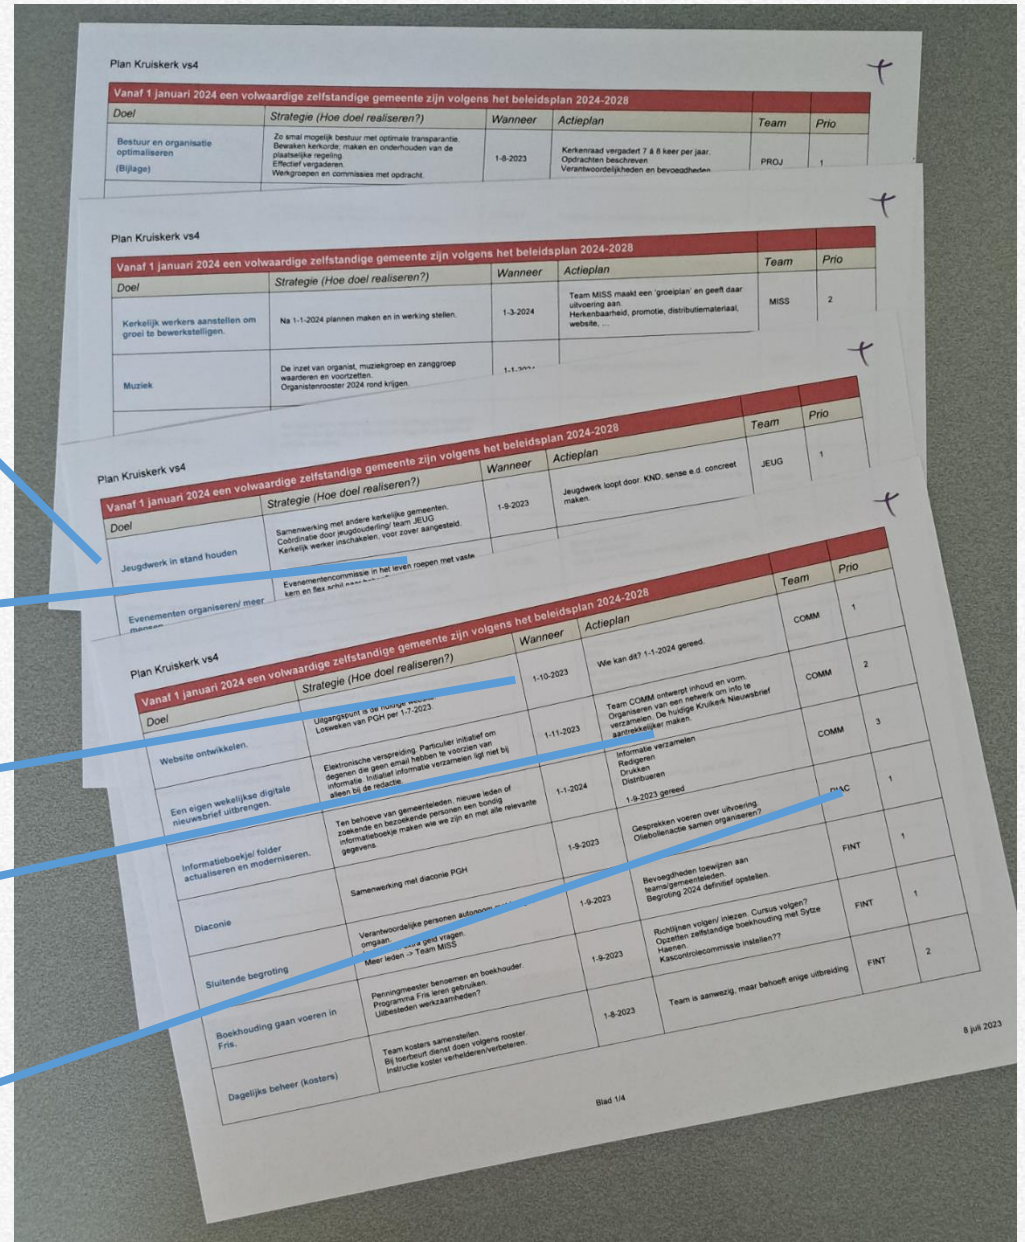 Plan Kruiskerk vs4
Vanaf 1 januari 2024 een volwaardige zelfstandige gemeente zijn volgens het beleidsplan 2024-2028
Doel Strategie (Hoe doel realiseren?) Wanneer Actieplan Team Prio
Bestuur en organisatie
optimaliseren
(Bijlage)
Zo smal mogelijk bestuur met optimale transparantie.
Bewaken kerkorde; maken en onderhouden van de
plaatselijke regeling.
Effectief vergaderen.
Werkgroepen en commissies met opdracht.
1-8-2023
Kerkenraad vergadert 7 á 8 keer per jaar.
Opdrachten beschreven
Verantwoordelijkheden en bevoegdheden
PROJ
1
Plan Kruiskerk vs4
Vanaf 1 januari 2024 een volwaardige zelfstandige gemeente zijn volgens het beleidsplan 2024-2028
Doel Strategie (Hoe doel realiseren?) Wanneer Actieplan Team Prio
Kerkelijk werkers aanstellen om
groei te bewerkstelligen.
Na 1-1-2024 plannen maken en in werking stellen.
1-3-2024
Team MISS maakt een 'groeiplan' en geeft daar
uitvoering aan.
Herkenbaarheid, promotie, distributiemateriaal,
website, ...
MISS
2
Muziek
De inzet van organist, muziekgroep en zanggroep
waarderen en voortzetten.
Organistenrooster 2024 rond krijgen.
Plan Kruiskerk vs4
Vanaf 1 januari 2024 een volwaardige zelfstandige gemeente zijn volgens het beleidsplan 2024-2028
Doel Strategie (Hoe doel realiseren?) Wanneer Actieplan Team Prio
Jeugdwerk in stand houden
Samenwerking met andere kerkelijke gemeenten.
Coördinatie door jeugdouderling/ team JEUG
Kerkelijk werker inschakelen, voor zover aangesteld.
1-9-2023
Jeugdwerk loopt door. KND, sense e.d. concreet
maken.
JEUG
1
Evenementen organiseren/ meer
mensen
Evenementencommissie in het leven roepen met vaste
kern en flex schil
Plan Kruiskerk vs4
Vanaf 1 januari 2024 een volwaardige zelfstandige gemeente zijn volgens het beleidsplan 2024-2028
Doel Strategie (Hoe doel realiseren?) Wanneer Actieplan Team Prio
Website ontwikkelen.
Uitgangspunt is de huidige
Losweken van PGH per 1-7-2023.
1-10-2023
Wie kan dit? 1-1-2024 gereed.
COMM
1
Een eigen wekelijkse digitale
nieuwsbrief uitbrengen.
Elektronische verspreiding. Particulier initiatief om
degenen die geen email hebben te voorzien van
informatie. Initiatief informatie verzamelen ligt niet bij
alleen bij de redactie.
1-11-2023
Team COMM ontwerpt inhoud en vorm.
Organiseren van een netwerk om info te
verzamelen. De huidige Kruikerk Nieuwsbrief
aantrekkelijker maken.
COMM
2
Informatieboekje/ folder
actualiseren en moderniseren.
Ten behoeve van gemeenteleden, nieuwe leden of
zoekende en bezoekende personen een bondig
informatieboekje maken wie we zijn en met alle relevante
gegevens.
1-1-2024
Informatie verzamelen
Redigeren
Drukken
Distribueren
1-9-2023 gereed
COMM
3
Diaconie
Samenwerking met diaconie PGH
1-9-2023
Gesprekken voeren over uitvoering.
Oliebollenactie samen organiseren?
DIAC
1
Sluitende begroting
Verantwoordelijke personen autonoom
omgaan.
extra geld vragen.
Meer leden -> Team MISS
1-9-2023
Bevoegdheden toewijzen aan
teams/gemeenteleden.
Begroting 2024 definitief opstellen.
FINT
1
Boekhouding gaan voeren in
Fris.
Penningmeester benoemen en boekhouder.
Programma Fris leren gebruiken.
Uitbesteden werkzaamheden?
1-9-2023
Richtlijnen volgen/ inlezen. Cursus volgen?
Opzetten zelfstandige boekhouding met Sytze
Haenen.
Kascontrolecommissie instellen??
FINT
1
Dagelijks beheer (kosters)
Team kosters samenstellen.
Bij toerbeurt dienst doen volgens rooster.
Instructie koster verhelderen/verbeteren.
1-8-2023
Team is aanwezig, maar behoeft enige uitbreiding
FINT
2
Blad 1/4
8 juli 2023